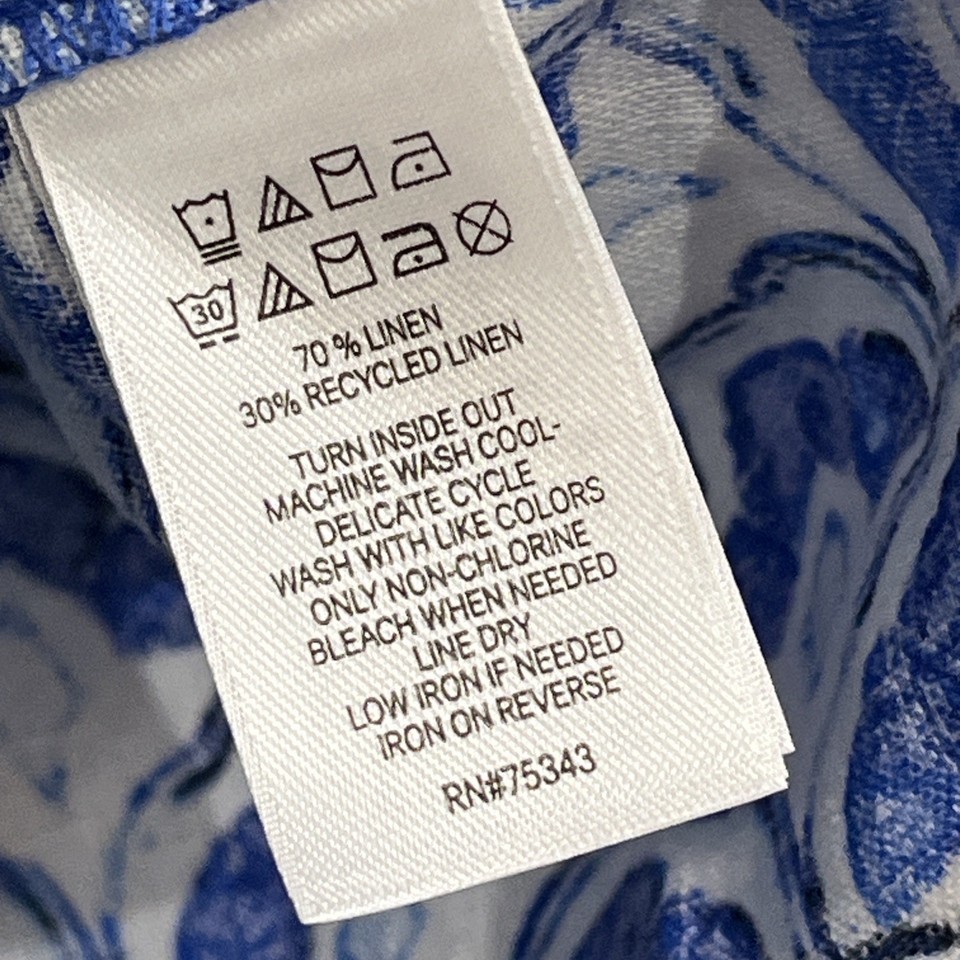 30
70 % LINEN
30% RECYCLED LINEN
TURN INSIDE OUT
MACHINE WASH COOL-
DELICATE CYCLE
WASH WITH LIKE COLORS
ONLY NON-CHLORINE
BLEACH WHEN NEEDED
LINE DRY
LOW IRON IF NEEDED
IRON ON REVERSE
RN#75343